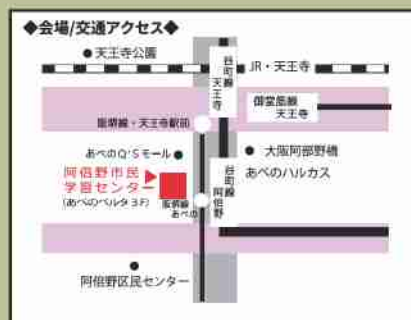 ◆会場/交通アクセス◆
●天王寺公園
谷町線
天王寺
JR・天王寺
御堂筋線
天王寺
阪堺線・天王寺駅前
あべのQ'Sモール●
● 大阪阿部野橋
あべのハルカス
阿倍野市民
学習センター
(あべのベルタ3F)
阪堺線
あべの
谷町線
阿倍野
●
阿倍野区民センター